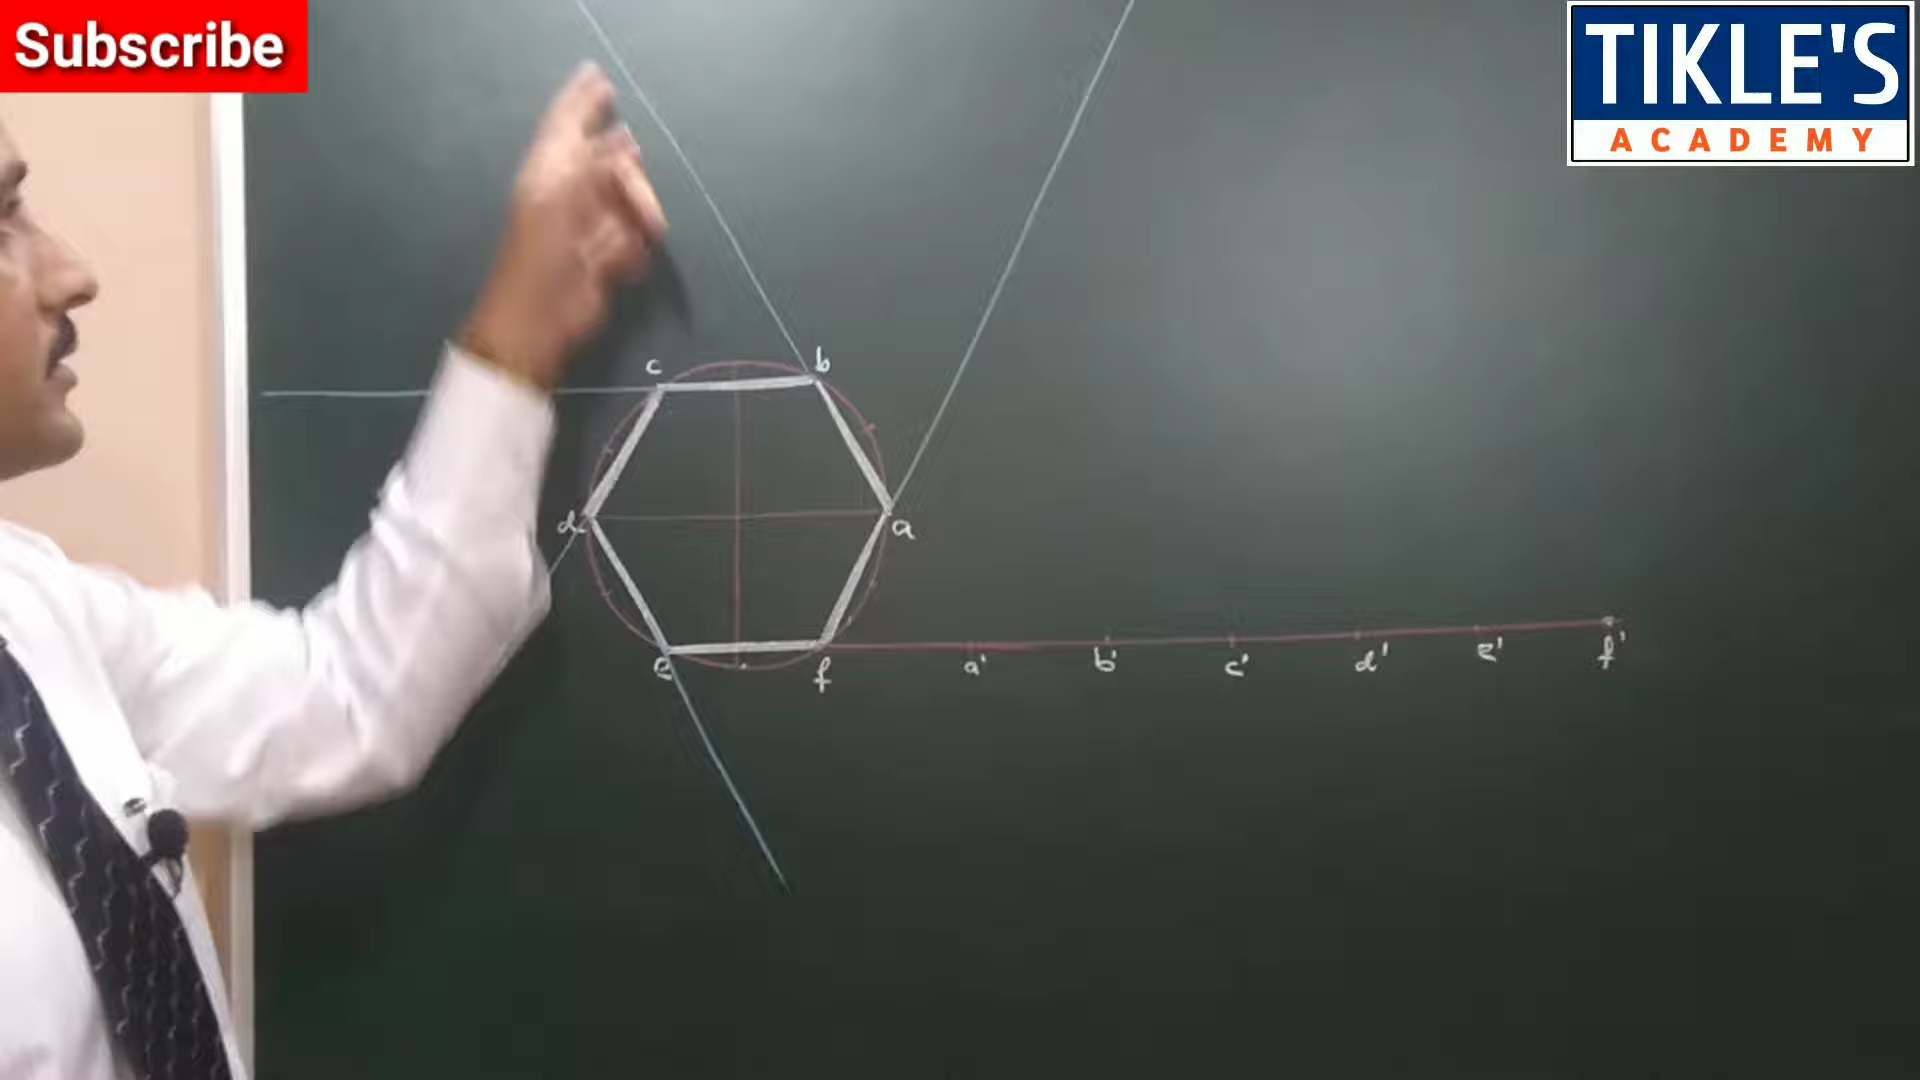 Subscribe
TIKLE'S
ACADEMY
c b
d a
e f a' b' c' d' e' f'